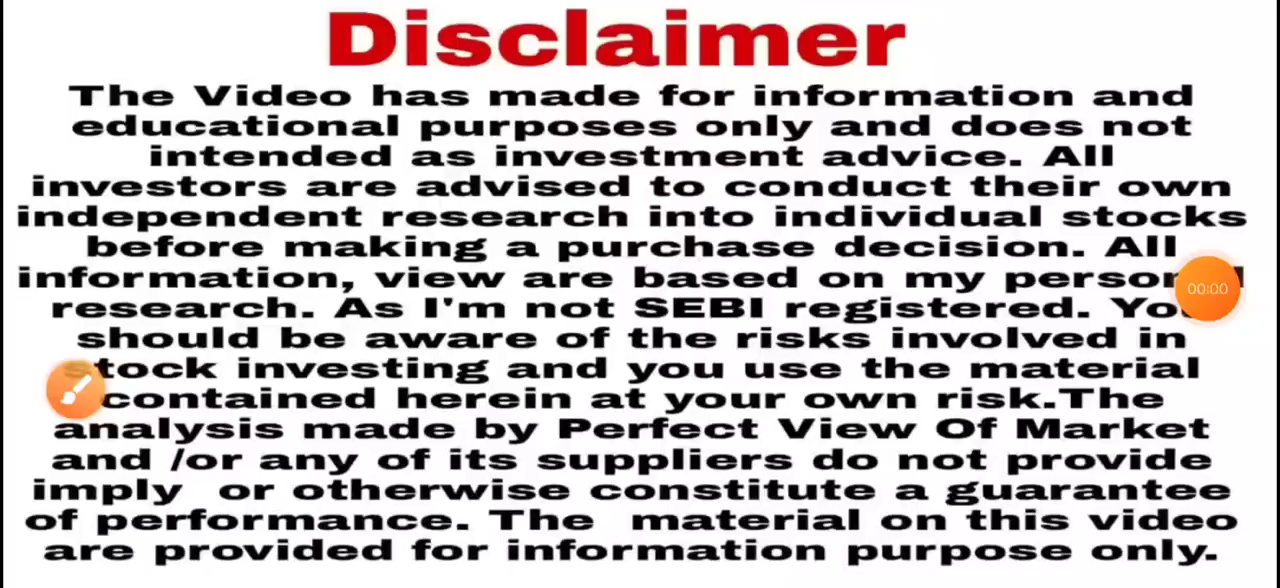 Disclaimer
The Video has made for information and
educational purposes only and does not
intended as investment advice. All
investors are advised to conduct their own
independent research into individual stocks
before making a purchase decision. All
information, view are based on my
00:00
research. As I'm not SEBI registered.
should be aware of the risks involved in
investing and you use the material
contained herein at your own risk.The
analysis made by Perfect View Of Market
and /or any of its suppliers do not provide
imply or otherwise constitute a guarantee
of performance. The material on this video
are provided for information purpose only.